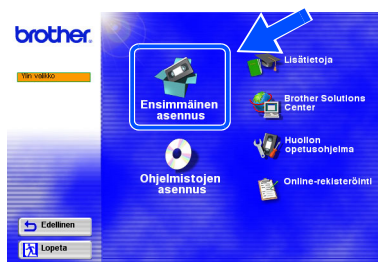 brother.
Ylin valikko
Ensimmäinen
asennus
Ohjelmistojen
asennus
Lisätietoja
Brother Solutions
Center
Huollon
opetusohjelma
Online-rekisteröinti
Edellinen
Lopeta